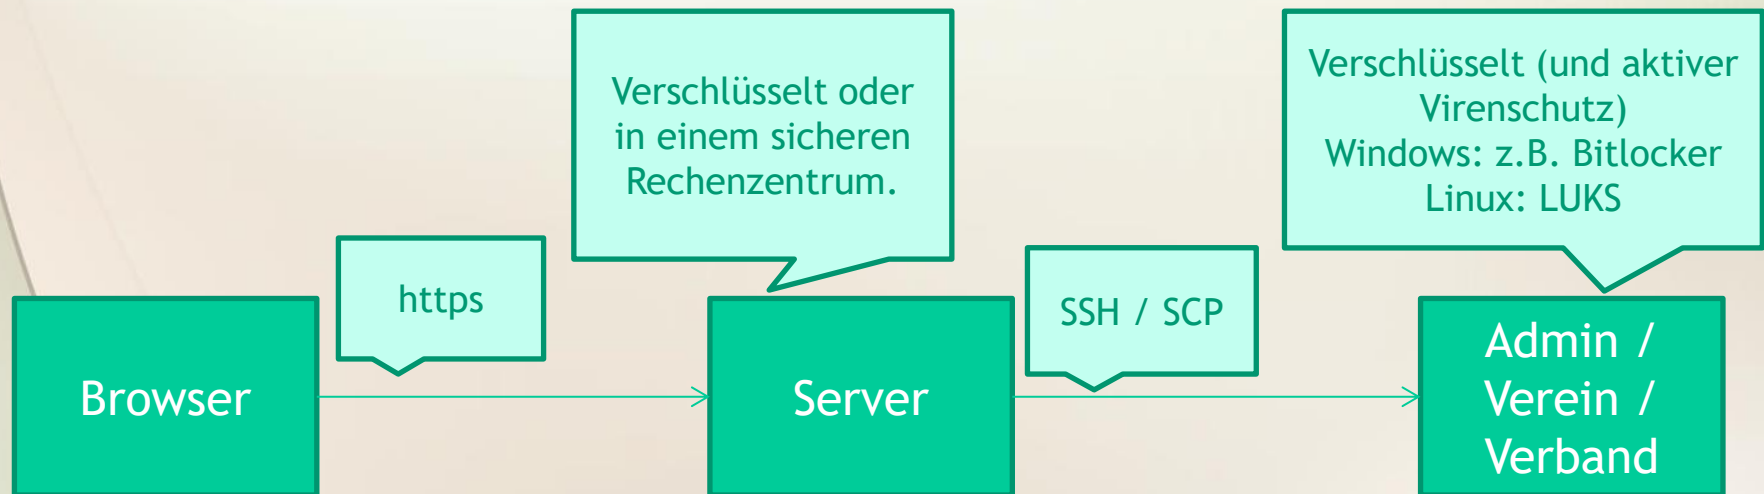 Verschlüsselt oder
in einem sicheren
Rechenzentrum.
Verschlüsselt (und aktiver
Virenschutz)
Windows: z.B. Bitlocker
Linux: LUKS
https
SSH / SCP
Browser
Server
Admin /
Verein /
Verband